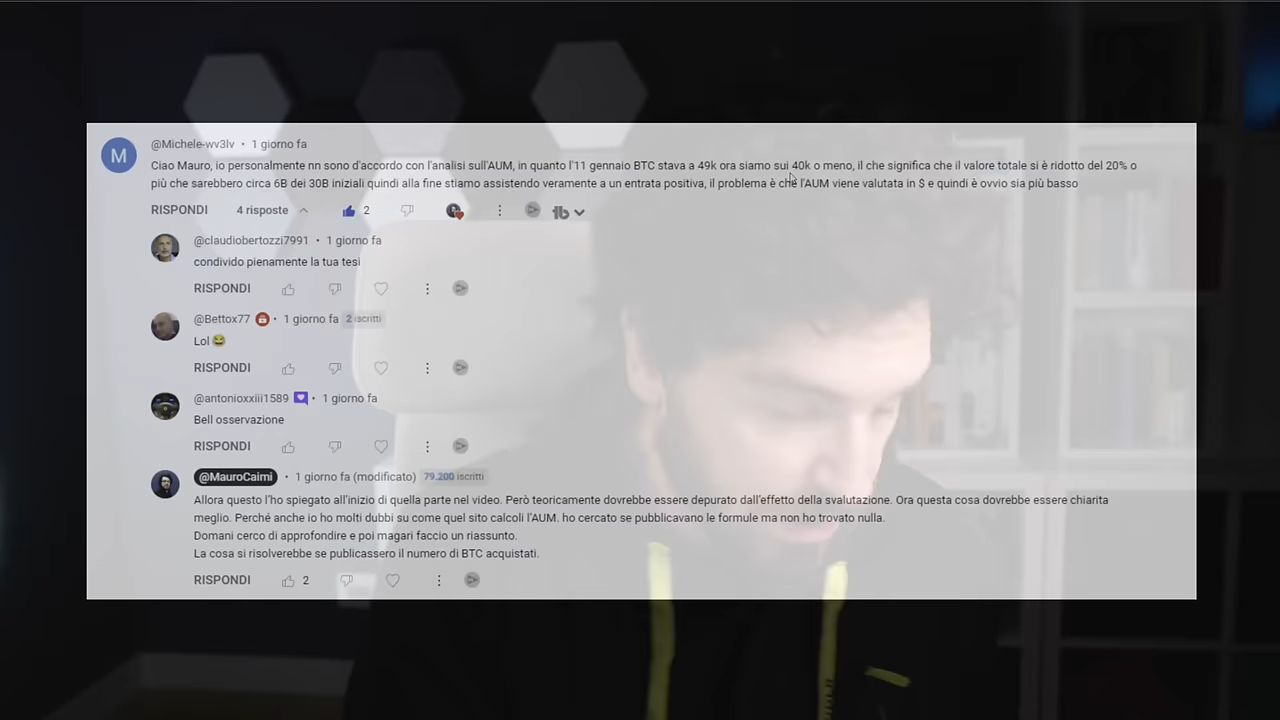 M
@Michele-wv3lv • 1 giorno fa
Ciao Mauro, io personalmente nn sono d'accordo con l'analisi sull'AUM, in quanto l'11 gennaio BTC stava a 49k ora siamo sui 40k o meno, il che significa che il valore totale si è ridotto del 20% o
più che sarebbero circa 6B dei 30B iniziali quindi alla fine stiamo assistendo veramente a un entrata positiva, il problema è che l'AUM viene valutata in $ e quindi è ovvio sia più basso
RISPONDI 4 risposte 2
@claudiobertozzi7991 • 1 giorno fa
condivido pienamente la tua tesi
RISPONDI
@Bettox77 • 1 giorno fa 2 iscritti
Lol 😂
RISPONDI
@antonioxxiii1589 • 1 giorno fa
Bell osservazione
RISPONDI
@MauroCaimi • 1 giorno fa (modificato) 79.200 iscritti
Allora questo l'ho spiegato all'inizio di quella parte nel video. Però teoricamente dovrebbe essere depurato dall'effetto della svalutazione. Ora questa cosa dovrebbe essere chiarita
meglio. Perché anche io ho molti dubbi su come quel sito calcoli l'AUM. ho cercato se pubblicavano le formule ma non ho trovato nulla.
Domani cerco di approfondire e poi magari faccio un riassunto.
La cosa si risolverebbe se publicassero il numero di BTC acquistati.
RISPONDI 2